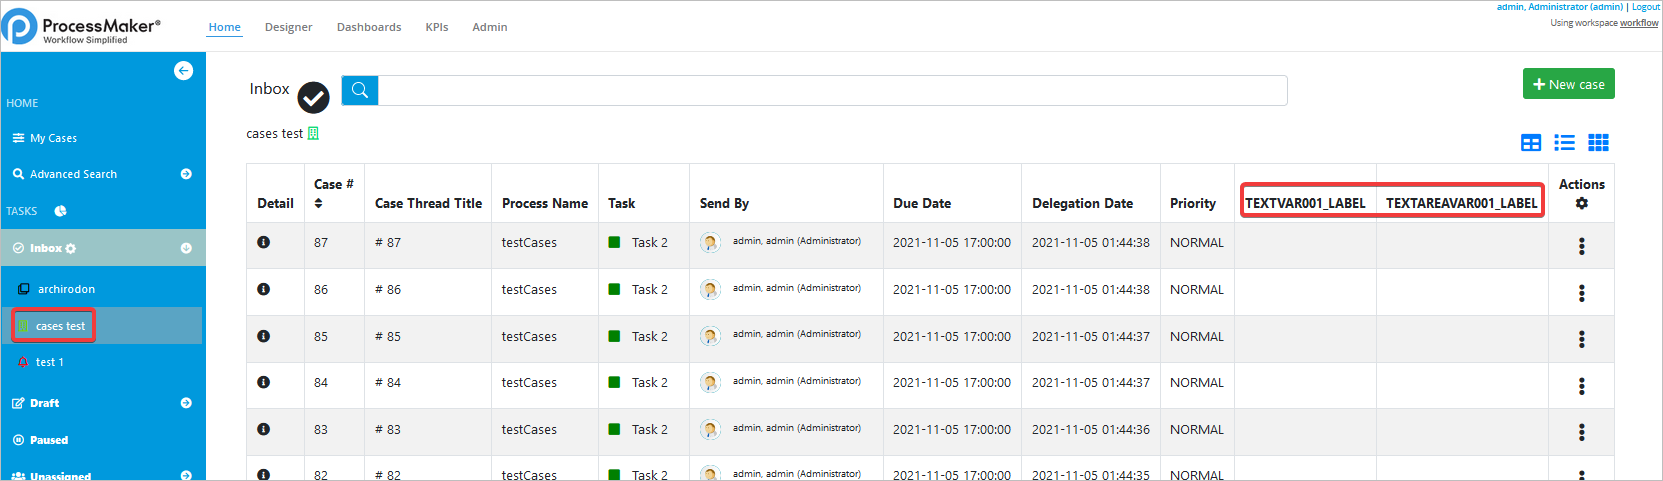 ProcessMaker®
Workflow Simplified
Home Designer Dashboards KPIs Admin
admin, Administrator (admin) | Logout
Using workspace workflow
HOME
My Cases
Advanced Search
TASKS
Inbox
archirodon
cases test
test 1
Draft
Paused
Unassigned
Inbox
New case
cases test
Detail Case # Case Thread Title Process Name Task Send By Due Date Delegation Date Priority TEXTVAR001_LABEL TEXTAREAVAR001_LABEL Actions
87 # 87 testCases Task 2 admin, admin (Administrator) 2021-11-05 17:00:00 2021-11-05 01:44:38 NORMAL
86 # 86 testCases Task 2 admin, admin (Administrator) 2021-11-05 17:00:00 2021-11-05 01:44:38 NORMAL
85 # 85 testCases Task 2 admin, admin (Administrator) 2021-11-05 17:00:00 2021-11-05 01:44:37 NORMAL
84 # 84 testCases Task 2 admin, admin (Administrator) 2021-11-05 17:00:00 2021-11-05 01:44:37 NORMAL
83 # 83 testCases Task 2 admin, admin (Administrator) 2021-11-05 17:00:00 2021-11-05 01:44:36 NORMAL
82 # 82 testCases Task 2 admin, admin (Administrator) 2021-11-05 17:00:00 2021-11-05 01:44:35 NORMAL